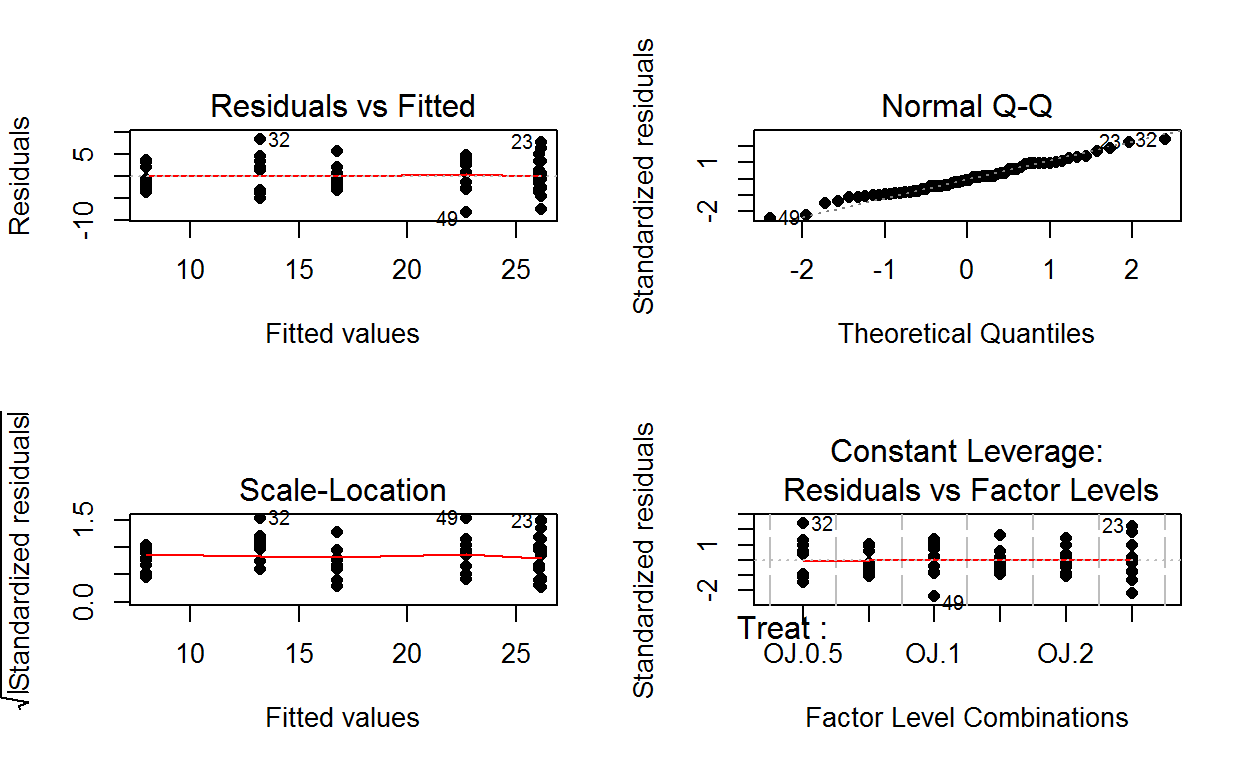 Residuals vs Fitted
Residuals
5
-10
32
23
49
10 15 20 25
Fitted values
Normal Q-Q
Standardized residuals
1
-2
23
32
49
-2 -1 0 1 2
Theoretical Quantiles
Scale-Location
√|Standardized residuals|
1.5
0.0
32
49
23
10 15 20 25
Fitted values
Constant Leverage:
Residuals vs Factor Levels
Standardized residuals
1
-2
32
23
49
Treat :
OJ.0.5 OJ.1 OJ.2
Factor Level Combinations